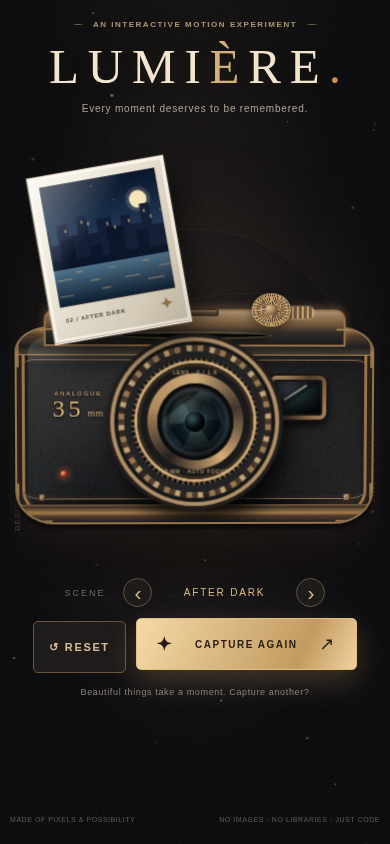 AN INTERACTIVE MOTION EXPERIMENT
LUMIÈRE.
Every moment deserves to be remembered.
02 / AFTER DARK
ANALOGUE
35 mm
AUTO FOCUS
SCENE
‹ AFTER DARK ›
↺ RESET
✦ CAPTURE AGAIN ↗
Beautiful things take a moment. Capture another?
MADE OF PIXELS & POSSIBILITY
NO IMAGES · NO LIBRARIES · JUST CODE